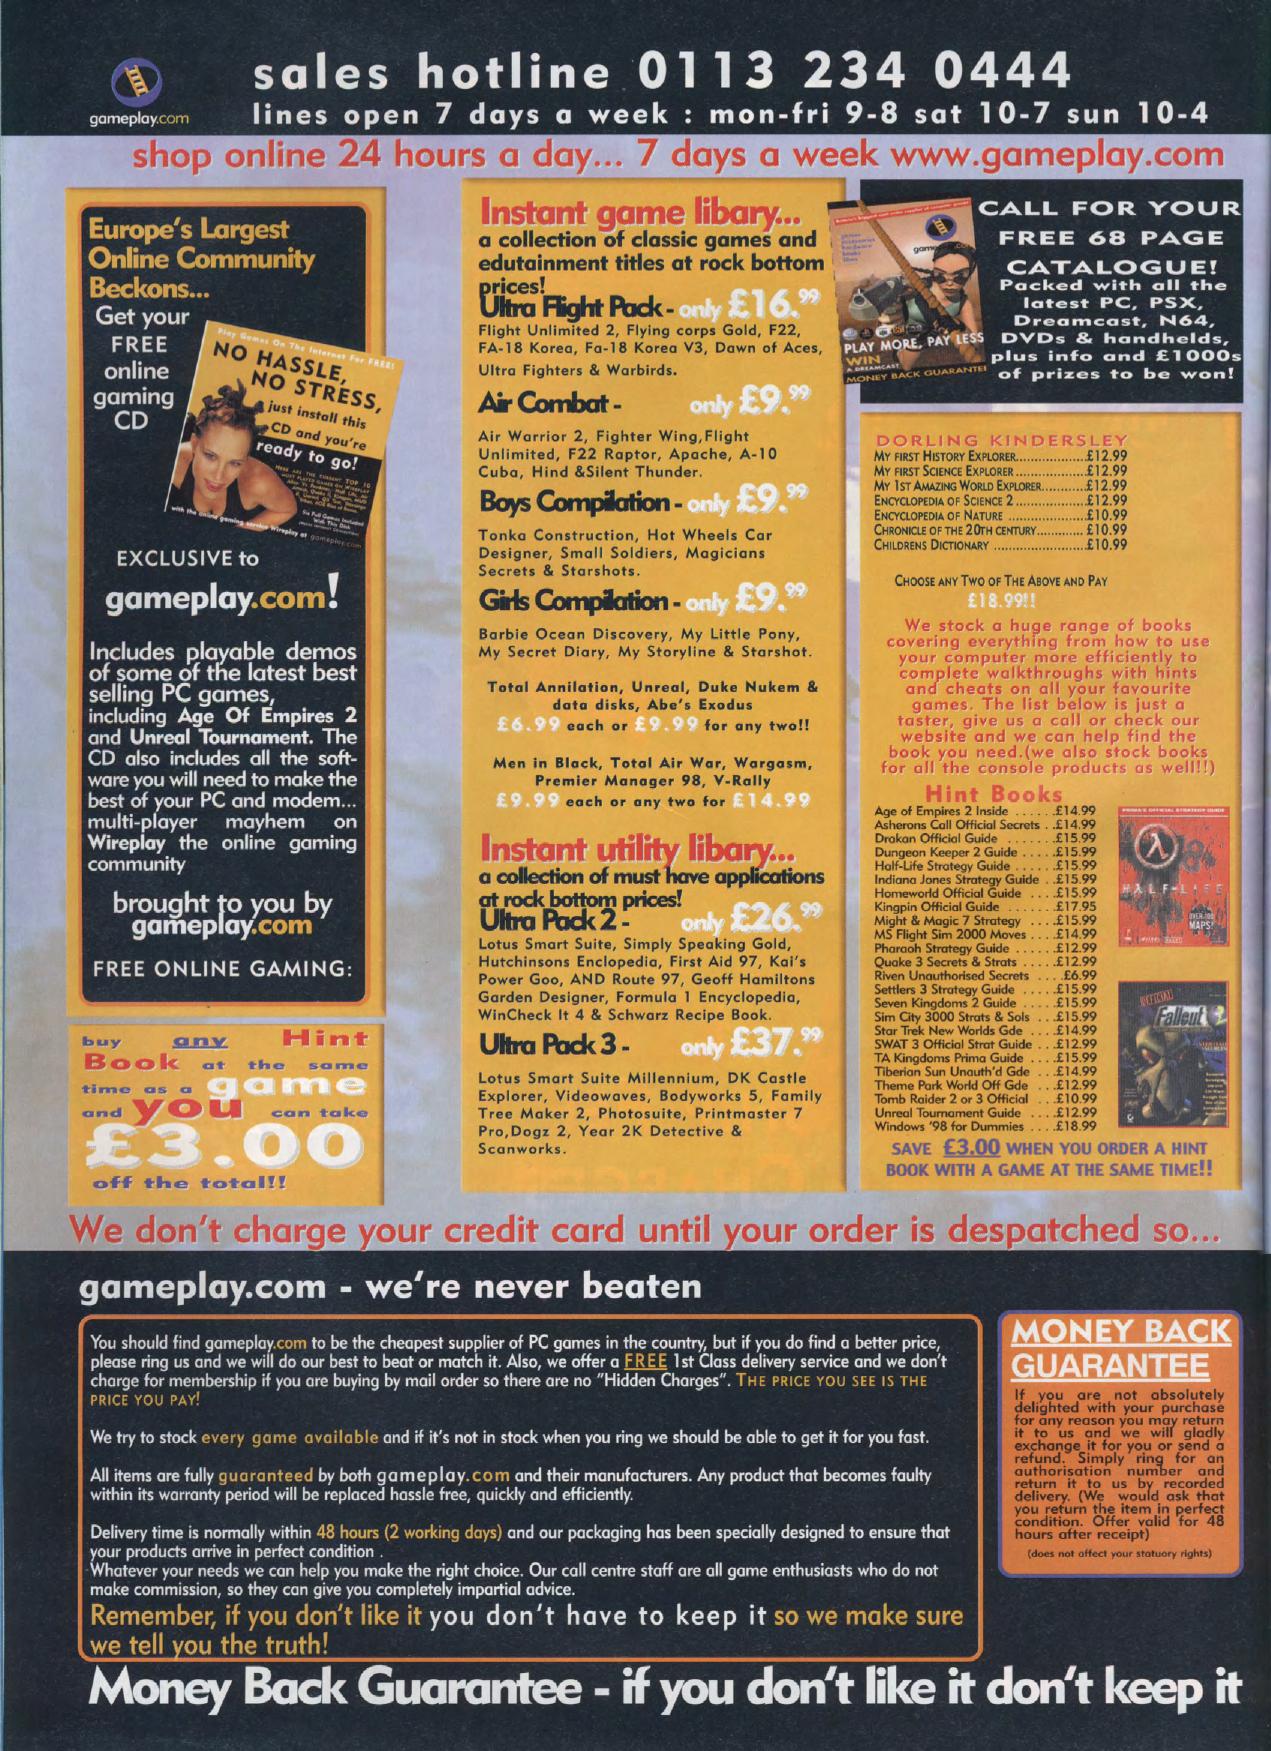 gameplay.com
sales hotline 0113 234 0444
lines open 7 days a week : mon-fri 9-8 sat 10-7 sun 10-4
shop online 24 hours a day... 7 days a week www.gameplay.com
Europe's Largest
Online Community
Beckons...
Get your
FREE
online
gaming
CD
Play Games On The Internet For FREE!
NO HASSLE,
NO STRESS,
just install this
CD and you're
ready to go!
with the online gaming service Wireplay at gameplay.com
EXCLUSIVE to
gameplay.com!
Includes playable demos
of some of the latest best
selling PC games,
including Age Of Empires 2
and Unreal Tournament. The
CD also includes all the soft-
ware you will need to make the
best of your PC and modem...
multi-player mayhem on
Wireplay the online gaming
community
brought to you by
gameplay.com
FREE ONLINE GAMING:
buy any Hint
Book at the same
time as a game
and you can take
£3.00
off the total!!
Instant game libary...
a collection of classic games and
edutainment titles at rock bottom
prices!
Ultra Flight Pack - only £16.99
Flight Unlimited 2, Flying corps Gold, F22,
FA-18 Korea, Fa-18 Korea V3, Dawn of Aces,
Ultra Fighters & Warbirds.
Air Combat - only £9.99
Air Warrior 2, Fighter Wing,Flight
Unlimited, F22 Raptor, Apache, A-10
Cuba, Hind &Silent Thunder.
Boys Compilation - only £9.99
Tonka Construction, Hot Wheels Car
Designer, Small Soldiers, Magicians
Secrets & Starshots.
Girls Compilation - only £9.99
Barbie Ocean Discovery, My Little Pony,
My Secret Diary, My Storyline & Starshot.
Total Annilation, Unreal, Duke Nukem &
data disks, Abe's Exodus
£6.99 each or £9.99 for any two!!
Men in Black, Total Air War, Wargasm,
Premier Manager 98, V-Rally
£9.99 each or any two for £14.99
Instant utility libary...
a collection of must have applications
at rock bottom prices!
Ultra Pack 2 - only £26.99
Lotus Smart Suite, Simply Speaking Gold,
Hutchinsons Enclopedia, First Aid 97, Kai's
Power Goo, AND Route 97, Geoff Hamiltons
Garden Designer, Formula 1 Encyclopedia,
WinCheck It 4 & Schwarz Recipe Book.
Ultra Pack 3 - only £37.99
Lotus Smart Suite Millennium, DK Castle
Explorer, Videowaves, Bodyworks 5, Family
Tree Maker 2, Photosuite, Printmaster 7
Pro,Dogz 2, Year 2K Detective &
Scanworks.
PLAY MORE, PAY LESS
WIN
A DREAMCAST
MONEY BACK GUARANTEE
CALL FOR YOUR
FREE 68 PAGE
CATALOGUE!
Packed with all the
latest PC, PSX,
Dreamcast, N64,
DVDs & handhelds,
plus info and £1000s
of prizes to be won!
DORLING KINDERSLEY
MY FIRST HISTORY EXPLORER..............£12.99
MY FIRST SCIENCE EXPLORER..............£12.99
MY 1ST AMAZING WORLD EXPLORER...........£12.99
ENCYCLOPEDIA OF SCIENCE 2..................£12.99
ENCYCLOPEDIA OF NATURE ...................£10.99
CHRONICLE OF THE 20TH CENTURY............ £10.99
CHILDRENS DICTIONARY .......................£10.99
CHOOSE ANY TWO OF THE ABOVE AND PAY
£18.99!!
We stock a huge range of books
covering everything from how to use
your computer more efficiently to
complete walkthroughs with hints
and cheats on all your favourite
games. The list below is just a
taster, give us a call or check our
website and we can help find the
book you need.(we also stock books
for all the console products as well!!)
Hint Books
Age of Empires 2 Inside . . . . . .£14.99
Asherons Call Official Secrets . .£14.99
Drakan Official Guide . . . . . . .£15.99
Dungeon Keeper 2 Guide . . . . .£15.99
Half-Life Strategy Guide . . . . . .£15.99
Indiana Jones Strategy Guide . .£15.99
Homeworld Official Guide . . . .£15.99
Kingpin Official Guide . . . . . . .£17.95
Might & Magic 7 Strategy . . . .£15.99
MS Flight Sim 2000 Moves . . . .£14.99
Pharaoh Strategy Guide . . . . .£12.99
Quake 3 Secrets & Strats . . . .£12.99
Riven Unauthorised Secrets . . . .£6.99
Settlers 3 Strategy Guide . . . . .£15.99
Seven Kingdoms 2 Guide . . . . .£15.99
Sim City 3000 Strats & Sols . . .£15.99
Star Trek New Worlds Gde . . . .£14.99
SWAT 3 Official Strat Guide . . .£12.99
TA Kingdoms Prima Guide . . . .£15.99
Tiberian Sun Unauth'd Gde . . . .£14.99
Theme Park World Off Gde . . . .£12.99
Tomb Raider 2 or 3 Official . . .£10.99
Unreal Tournament Guide . . . .£12.99
Windows '98 for Dummies . . . .£18.99
PRIMA'S OFFICIAL STRATEGY GUIDE
HALF-LIFE
OVER 100
MAPS!
OFFICIAL
Fallout
SAVE £3.00 WHEN YOU ORDER A HINT
BOOK WITH A GAME AT THE SAME TIME!!
We don't charge your credit card until your order is despatched so...
gameplay.com - we're never beaten
You should find gameplay.com to be the cheapest supplier of PC games in the country, but if you do find a better price,
please ring us and we will do our best to beat or match it. Also, we offer a FREE 1st Class delivery service and we don't
charge for membership if you are buying by mail order so there are no "Hidden Charges". THE PRICE YOU SEE IS THE
PRICE YOU PAY!
We try to stock every game available and if it's not in stock when you ring we should be able to get it for you fast.
All items are fully guaranteed by both gameplay.com and their manufacturers. Any product that becomes faulty
within its warranty period will be replaced hassle free, quickly and efficiently.
Delivery time is normally within 48 hours (2 working days) and our packaging has been specially designed to ensure that
your products arrive in perfect condition .
Whatever your needs we can help you make the right choice. Our call centre staff are all game enthusiasts who do not
make commission, so they can give you completely impartial advice.
Remember, if you don't like it you don't have to keep it so we make sure
we tell you the truth!
MONEY BACK
GUARANTEE
If you are not absolutely
delighted with your purchase
for any reason you may return
it to us and we will gladly
exchange it for you or send a
refund. Simply ring for an
authorisation number and
return it to us by recorded
delivery. (We would ask that
you return the item in perfect
condition. Offer valid for 48
hours after receipt)
(does not affect your statuory rights)
Money Back Guarantee - if you don't like it don't keep it